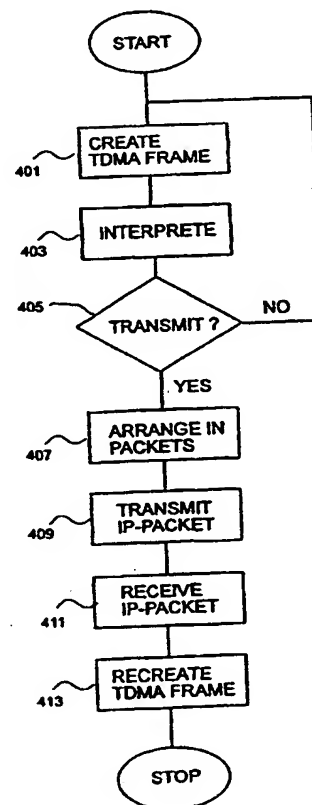 START
CREATE
TDMA FRAME
401
INTERPRETE
403
405
TRANSMIT ?
NO
YES
ARRANGE IN
PACKETS
407
TRANSMIT
IP-PACKET
409
RECEIVE
IP-PACKET
411
RECREATE
TDMA FRAME
413
STOP